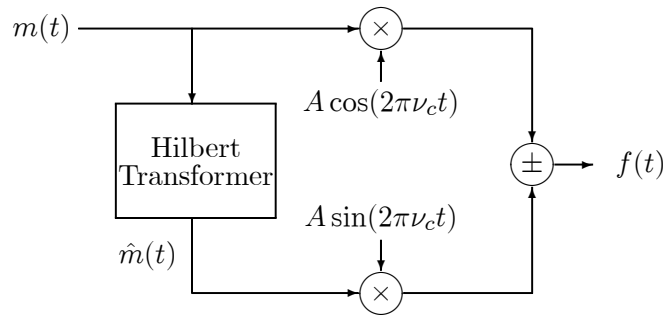 m(t)
×
A cos(2πν_c t)
Hilbert
Transformer
±
f(t)
A sin(2πν_c t)
m̂(t)
×